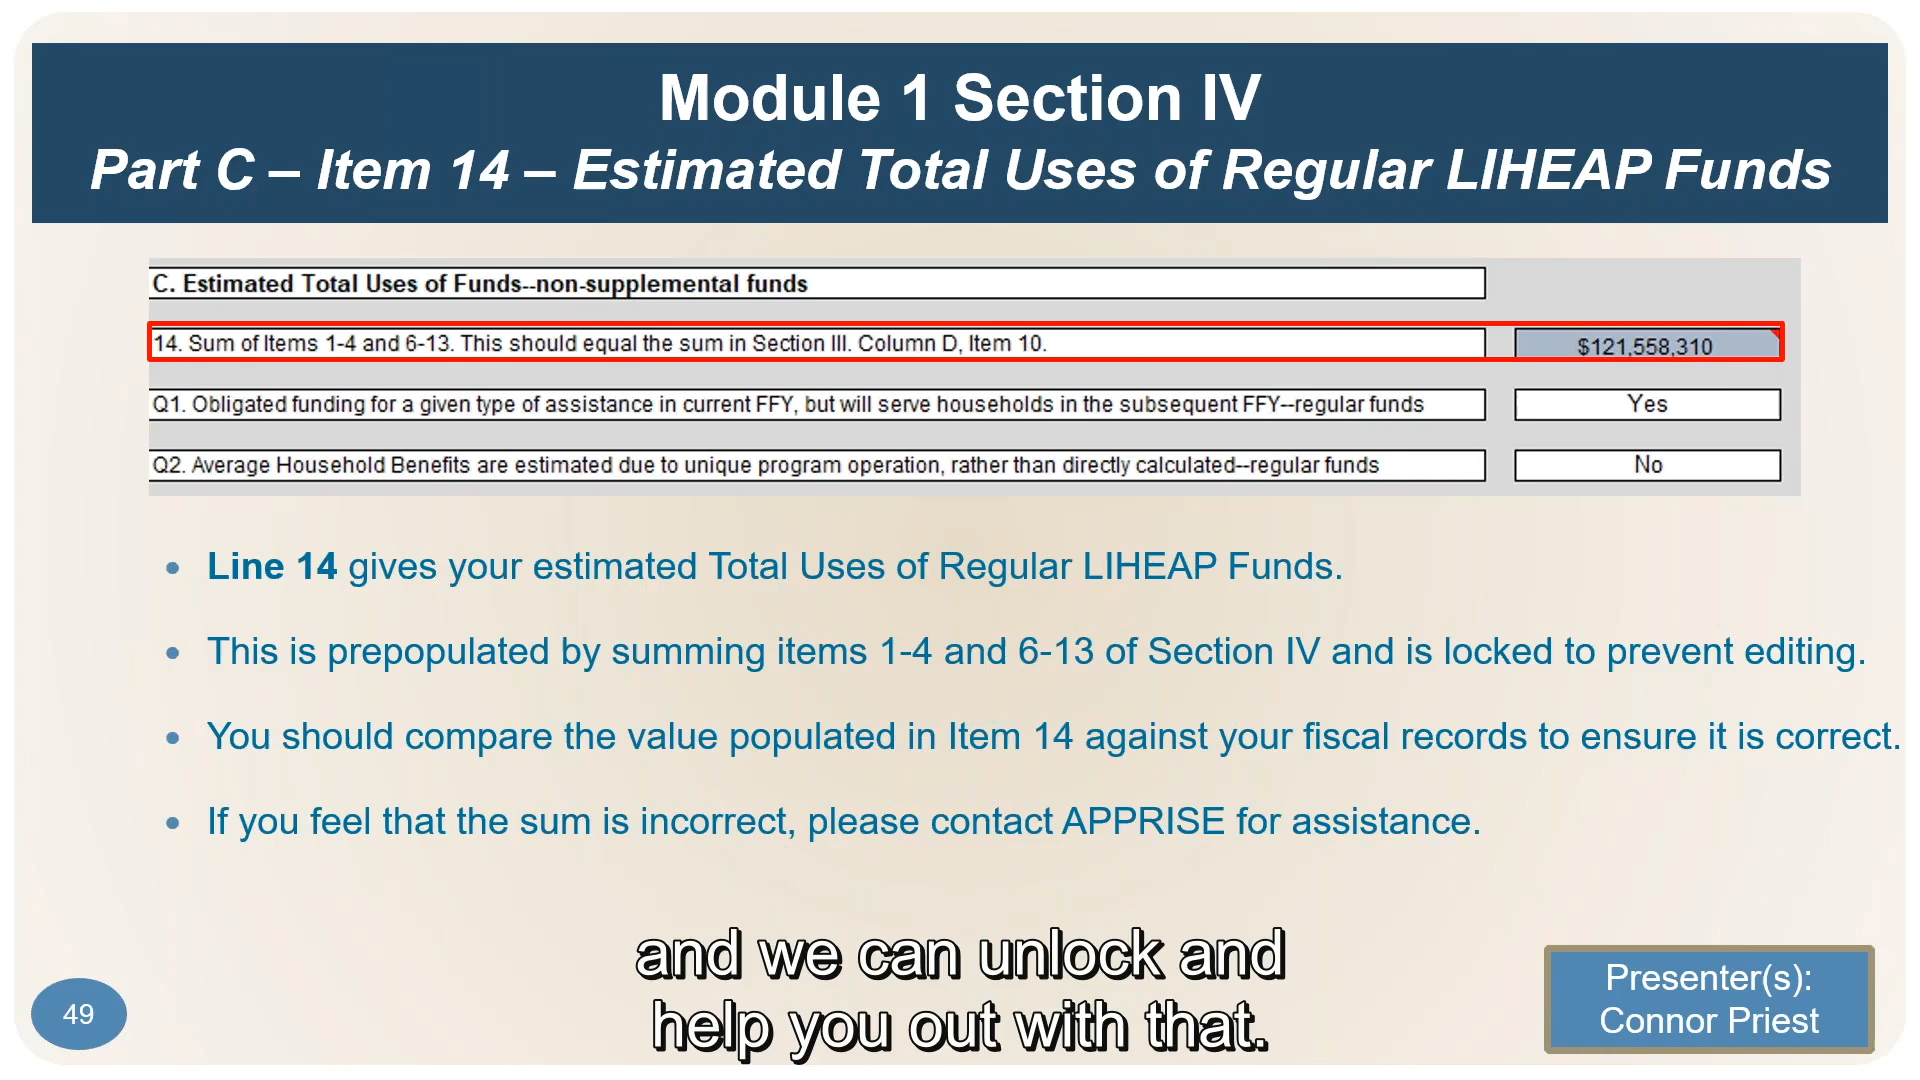 Module 1 Section IV
Part C – Item 14 – Estimated Total Uses of Regular LIHEAP Funds
C. Estimated Total Uses of Funds--non-supplemental funds
14. Sum of Items 1-4 and 6-13. This should equal the sum in Section III. Column D, Item 10.
$121,558,310
Q1. Obligated funding for a given type of assistance in current FFY, but will serve households in the subsequent FFY--regular funds
Yes
Q2. Average Household Benefits are estimated due to unique program operation, rather than directly calculated--regular funds
No
• Line 14 gives your estimated Total Uses of Regular LIHEAP Funds.
• This is prepopulated by summing items 1-4 and 6-13 of Section IV and is locked to prevent editing.
• You should compare the value populated in Item 14 against your fiscal records to ensure it is correct.
• If you feel that the sum is incorrect, please contact APPRISE for assistance.
and we can unlock and
help you out with that.
49
Presenter(s):
Connor Priest